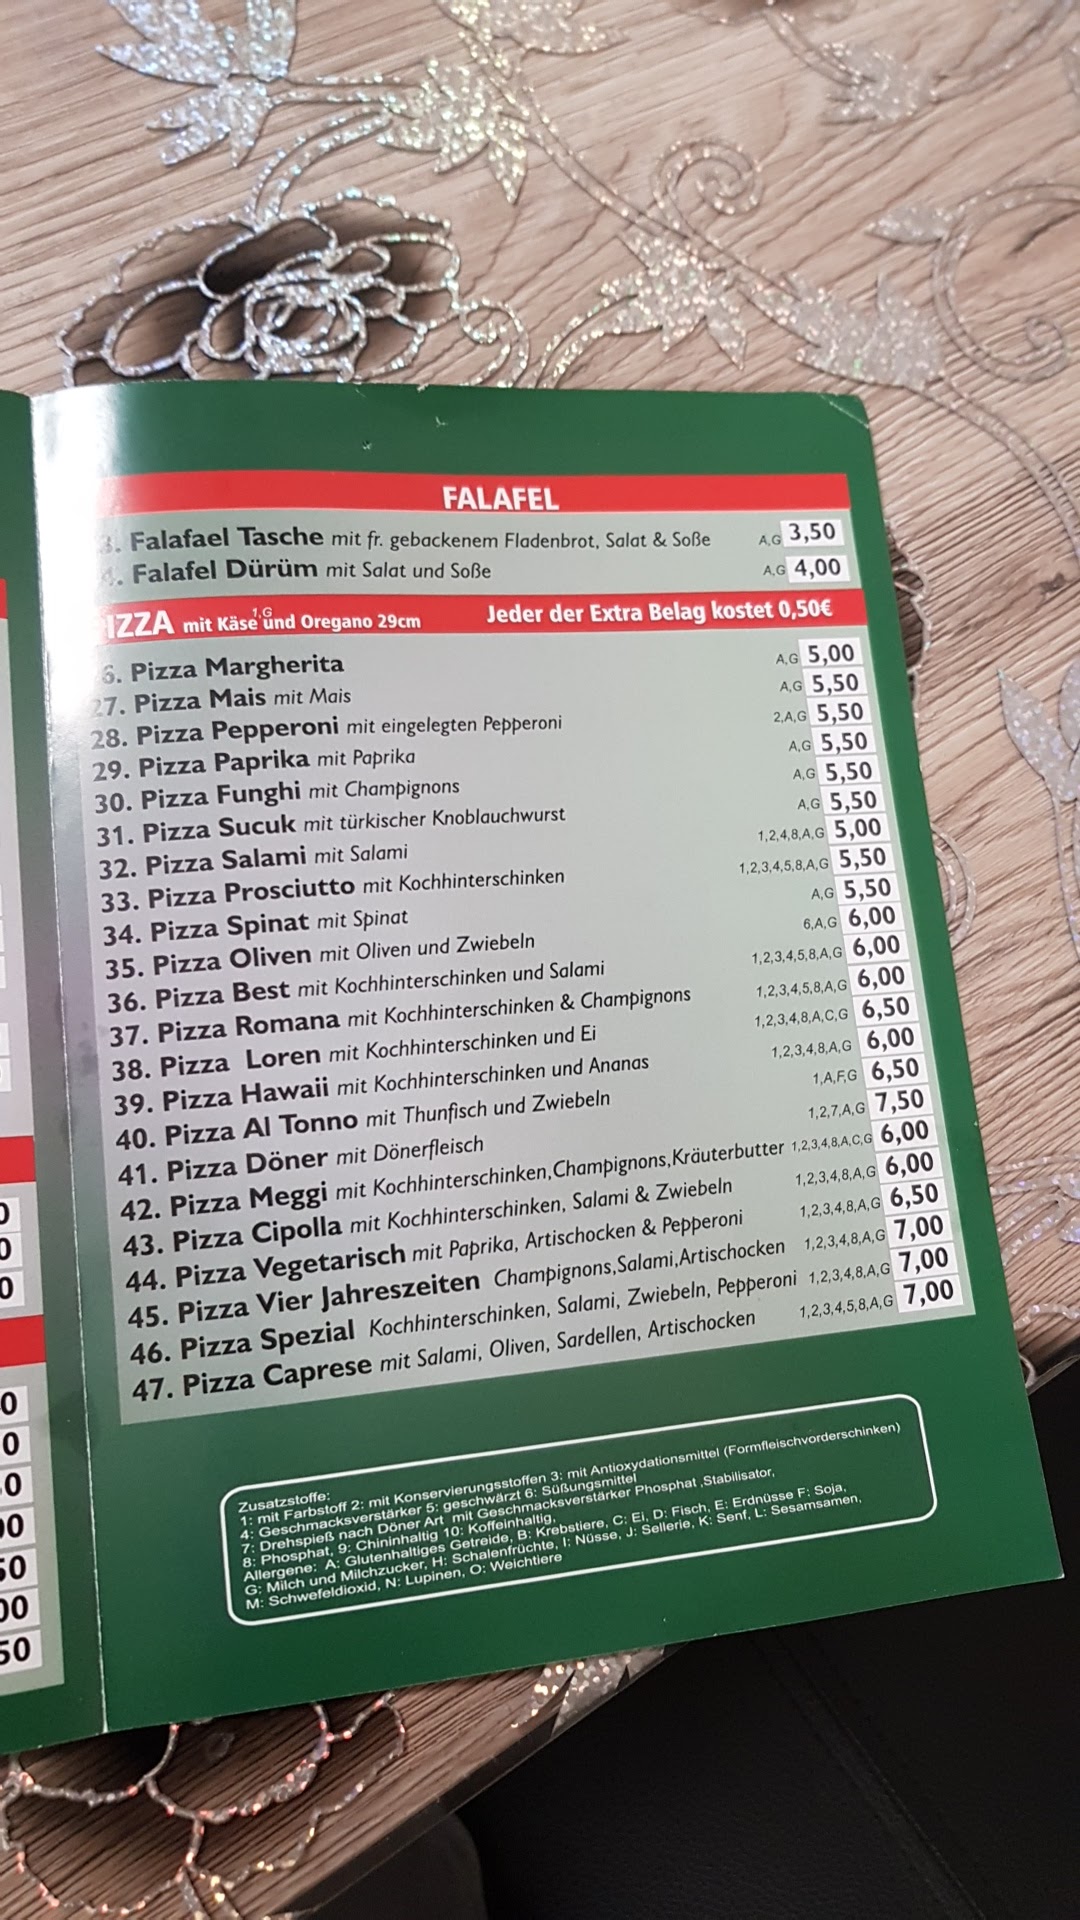 FALAFEL
Falafael Tasche mit fr. gebackenem Fladenbrot, Salat & Soße A,G 3,50
Falafel Dürüm mit Salat und Soße A,G 4,00
IZZA mit Käse 1,G und Oregano 29cm Jeder der Extra Belag kostet 0,50€
6. Pizza Margherita A,G 5,00
27. Pizza Mais mit Mais A,G 5,50
28. Pizza Pepperoni mit eingelegten Pepperoni 2,A,G 5,50
29. Pizza Paprika mit Paprika A,G 5,50
30. Pizza Funghi mit Champignons A,G 5,50
31. Pizza Sucuk mit türkischer Knoblauchwurst A,G 5,50
32. Pizza Salami mit Salami 1,2,4,8,A,G 5,00
33. Pizza Prosciutto mit Kochhinterschinken 1,2,3,4,5,8,A,G 5,50
34. Pizza Spinat mit Spinat A,G 5,50
35. Pizza Oliven mit Oliven und Zwiebeln 6,A,G 6,00
36. Pizza Best mit Kochhinterschinken und Salami 1,2,3,4,5,8,A,G 6,00
37. Pizza Romana mit Kochhinterschinken & Champignons 1,2,3,4,5,8,A,G 6,00
38. Pizza Loren mit Kochhinterschinken und Ei 1,2,3,4,8,A,C,G 6,50
39. Pizza Hawaii mit Kochhinterschinken und Ananas 1,2,3,4,8,A,G 6,00
40. Pizza Al Tonno mit Thunfisch und Zwiebeln 1,A,F,G 6,50
41. Pizza Döner mit Dönerfleisch 1,2,7,A,G 7,50
42. Pizza Meggi mit Kochhinterschinken,Champignons,Kräuterbutter 1,2,3,4,8,A,C,G 6,00
43. Pizza Cipolla mit Kochhinterschinken, Salami & Zwiebeln 1,2,3,4,8,A,G 6,00
44. Pizza Vegetarisch mit Paprika, Artischocken & Pepperoni 1,2,3,4,8,A,G 6,50
45. Pizza Vier Jahreszeiten Champignons,Salami,Artischocken 1,2,3,4,8,A,G 7,00
46. Pizza Spezial Kochhinterschinken, Salami, Zwiebeln, Pepperoni 1,2,3,4,8,A,G 7,00
47. Pizza Caprese mit Salami, Oliven, Sardellen, Artischocken 1,2,3,4,5,8,A,G 7,00
Zusatzstoffe:
1: mit Farbstoff 2: mit Konservierungsstoffen 3: mit Antioxydationsmittel (Formfleischvorderschinken)
4: Geschmacksverstärker 5: geschwärzt 6: Süßungsmittel
7: Drehspieß nach Döner Art mit Geschmacksverstärker Phosphat ,Stabilisator,
8: Phosphat, 9: Chininhaltig 10: Koffenhaltig,
Allergene: A: Glutenhaltiges Getreide, B: Krebstiere, C: Ei, D: Fisch, E: Erdnüsse F: Soja,
G: Milch und Milchzucker, H: Schalenfrüchte, I: Nüsse, J: Sellerie, K: Senf, L: Sesamsamen,
M: Schwefeldioxid, N: Lupinen, O: Weichtiere